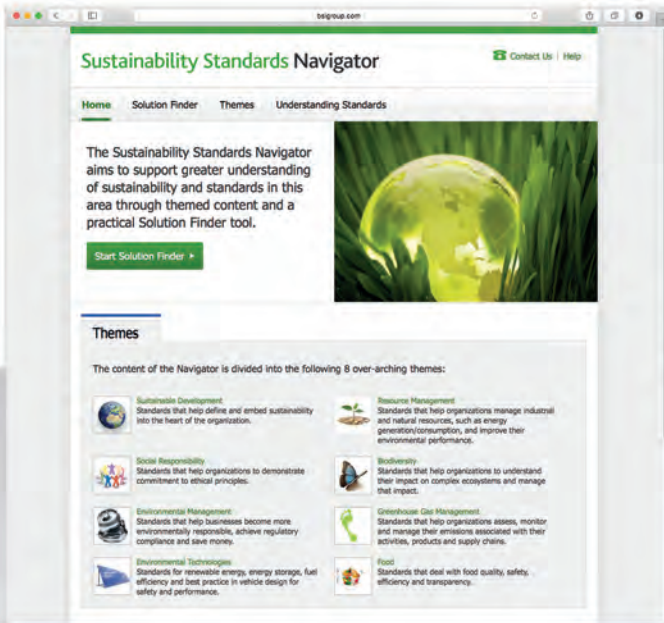 bsigroup.com
Sustainability Standards Navigator
Contact Us | Help
Home Solution Finder Themes Understanding Standards
The Sustainability Standards Navigator
aims to support greater understanding
of sustainability and standards in this
area through themed content and a
practical Solution Finder tool.
Start Solution Finder
Themes
The content of the Navigator is divided into the following 8 over-arching themes:
Sustainable Development
Standards that help define and embed sustainability
into the heart of the organization.
Resource Management
Standards that help organizations manage industrial
and natural resources, such as energy
generation/consumption, and improve their
environmental performance.
Social Responsibility
Standards that help organizations to demonstrate
commitment to ethical principles.
Biodiversity
Standards that help organizations to understand
their impact on complex ecosystems and manage
that impact.
Environmental Management
Standards that help businesses become more
environmentally responsible, achieve regulatory
compliance and save money.
Greenhouse Gas Management
Standards that help organizations assess, monitor
and manage their emissions associated with their
activities, products and supply chains.
Environmental Technologies
Standards for renewable energy, energy storage, fuel
efficiency and best practice in vehicle design for
safety and performance.
Food
Standards that deal with food quality, safety,
efficiency and transparency.